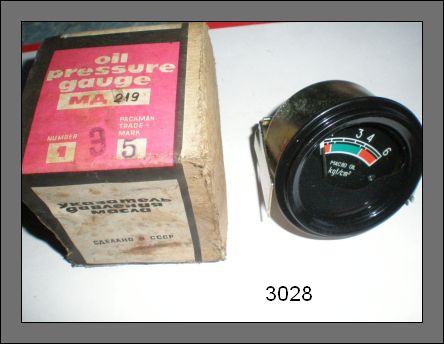 oil
pressure
gauge
МД 219
NUMBER
1
3
PACKMAN
TRADE-
MARK
5
указатель
давления
масла
СДЕЛАНО В СССР
3 4 6
МАСЛО OIL
kgf/cm²
3028